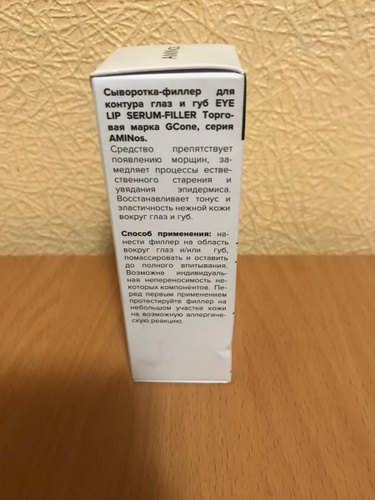 AMIN
Сыворотка-филлер для
контура глаз и губ EYE
LIP SERUM-FILLER Торго-
вая марка GCone, серия
AMINos.
Средство препятствует
появлению морщин, за-
медляет процессы есте-
ственного старения и
увядания эпидермиса.
Восстанавливает тонус и
эластичность нежной кожи
вокруг глаз и губ.
Способ применения: на-
нести филлер на область
вокруг глаз и/или губ,
помассировать и оставить
до полного впитывания.
Возможна индивидуаль-
ная непереносимость не-
которых компонентов. Пе-
ред первым применением
протестируйте филлер на
небольшом участке кожи
на возможную аллергиче-
скую реакцию.